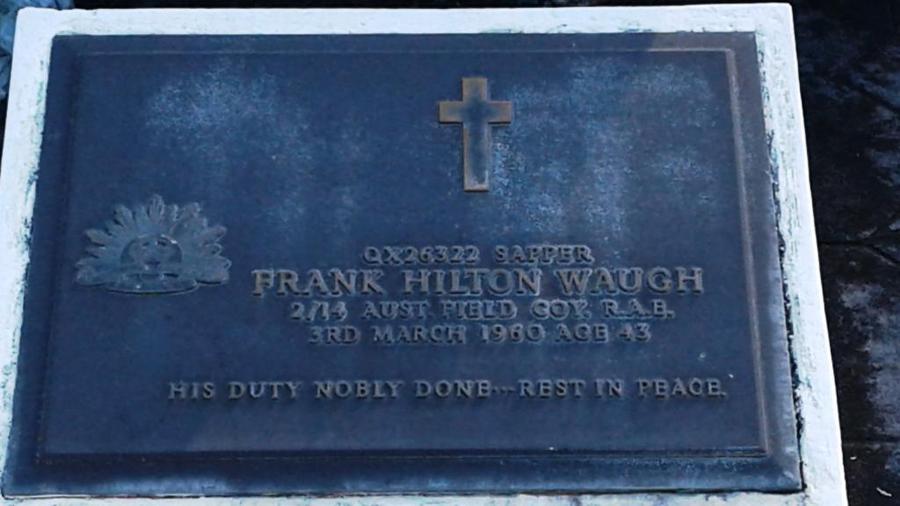 QX26322 SAPPER
FRANK HILTON WAUGH
2/14 AUST. FIELD COY. R.A.E.
3RD MARCH 1960 AGE 43
HIS DUTY NOBLY DONE---REST IN PEACE.